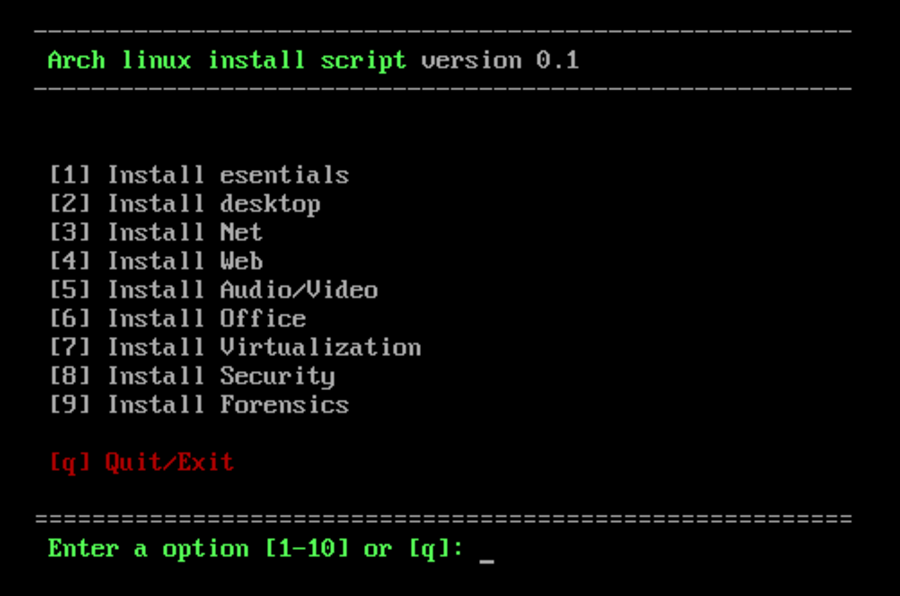 ---------------------------------------------------------
Arch linux install script version 0.1
---------------------------------------------------------
[1] Install esentials
[2] Install desktop
[3] Install Net
[4] Install Web
[5] Install Audio/Video
[6] Install Office
[7] Install Virtualization
[8] Install Security
[9] Install Forensics
[q] Quit/Exit
=========================================================
Enter a option [1-10] or [q]: _